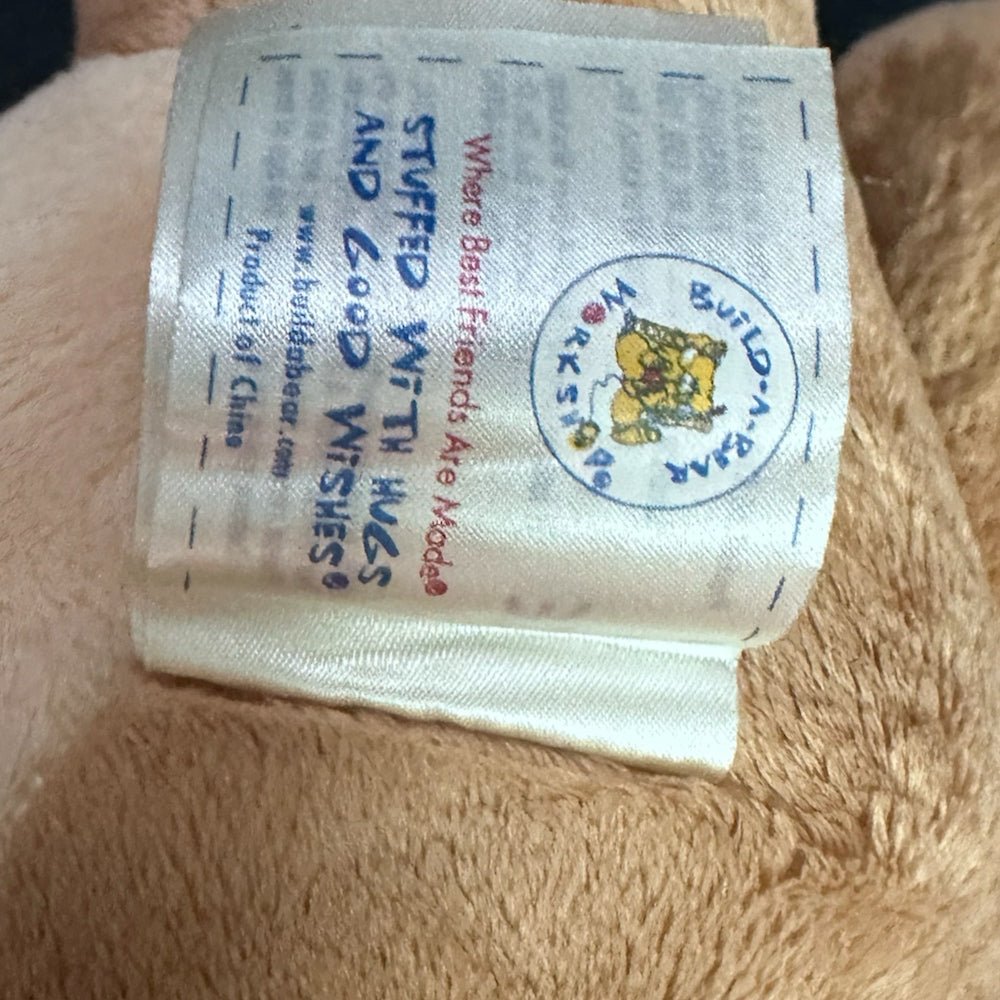 BUiLD-A-BEAR
WORKSHOP®
Where Best Friends Are Made®
STUFFED WiTH HUGS
AND GOOD WiSHES®
www.buildabear.com
Product of China